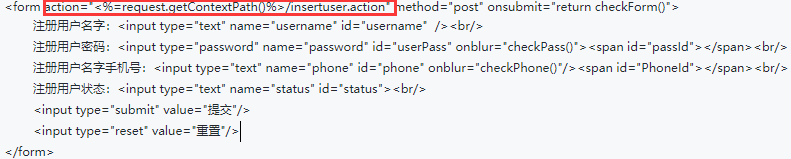 <form action="<%=request.getContextPath()%>/insertuser.action" method="post" onsubmit="return checkForm()">
注册用户名字：<input type="text" name="username" id="username"  /><br/>
注册用户密码：<input type="password" name="password" id="userPass" onblur="checkPass()"><span id="passId"></span><br/>
注册用户名字手机号：<input type="text" name="phone" id="phone" onblur="checkPhone()"/><span id="PhoneId"></span><br/>
注册用户状态：<input type="text" name="status" id="status"><br/>
<input type="submit" value="提交"/>
<input type="reset" value="重置"/>
</form>